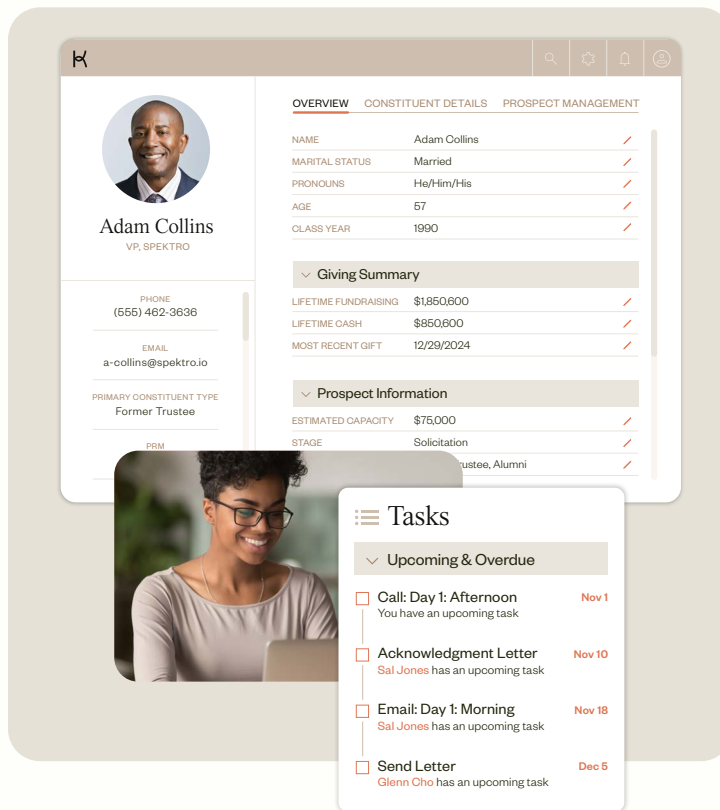 Adam Collins
VP, SPEKTRO
PHONE
(555) 462-3636
EMAIL
a-collins@spektro.io
PRIMARY CONSTITUENT TYPE
Former Trustee
PRM
OVERVIEW CONSTITUENT DETAILS PROSPECT MANAGEMENT
NAME Adam Collins
MARITAL STATUS Married
PRONOUNS He/Him/His
AGE 57
CLASS YEAR 1990
Giving Summary
LIFETIME FUNDRAISING $1,850,600
LIFETIME CASH $850,600
MOST RECENT GIFT 12/29/2024
Prospect Information
ESTIMATED CAPACITY $75,000
STAGE Solicitation
Alumni
Tasks
Upcoming & Overdue
Call: Day 1: Afternoon Nov 1
You have an upcoming task
Acknowledgment Letter Nov 10
Sal Jones has an upcoming task
Email: Day 1: Morning Nov 18
Sal Jones has an upcoming task
Send Letter Dec 5
Glenn Cho has an upcoming task